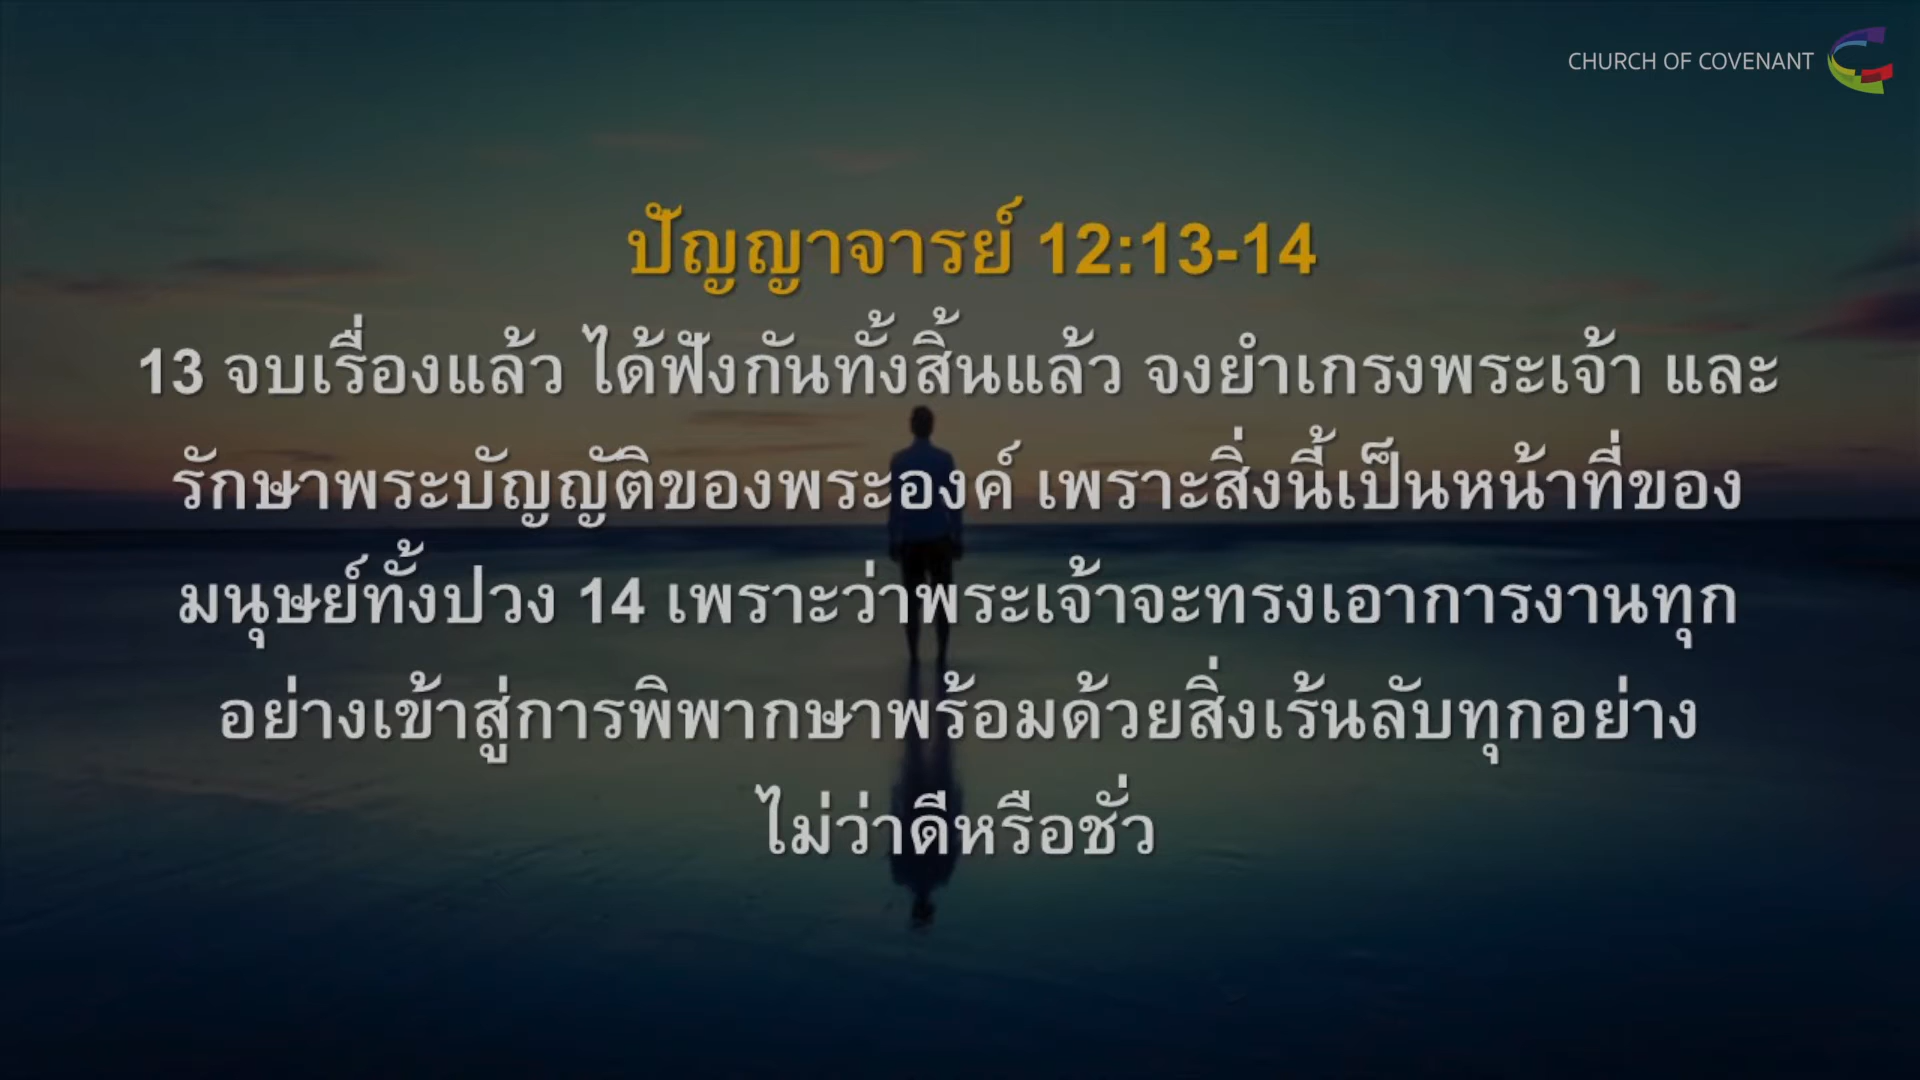 CHURCH OF COVENANT
ปัญญาจารย์ 12:13-14
13 จบเรื่องแล้ว ได้ฟังกันทั้งสิ้นแล้ว จงยำเกรงพระเจ้า และ
รักษาพระบัญญัติของพระองค์ เพราะสิ่งนี้เป็นหน้าที่ของ
มนุษย์ทั้งปวง 14 เพราะว่าพระเจ้าจะทรงเอาการงานทุก
อย่างเข้าสู่การพิพากษาพร้อมด้วยสิ่งเร้นลับทุกอย่าง
ไม่ว่าดีหรือชั่ว